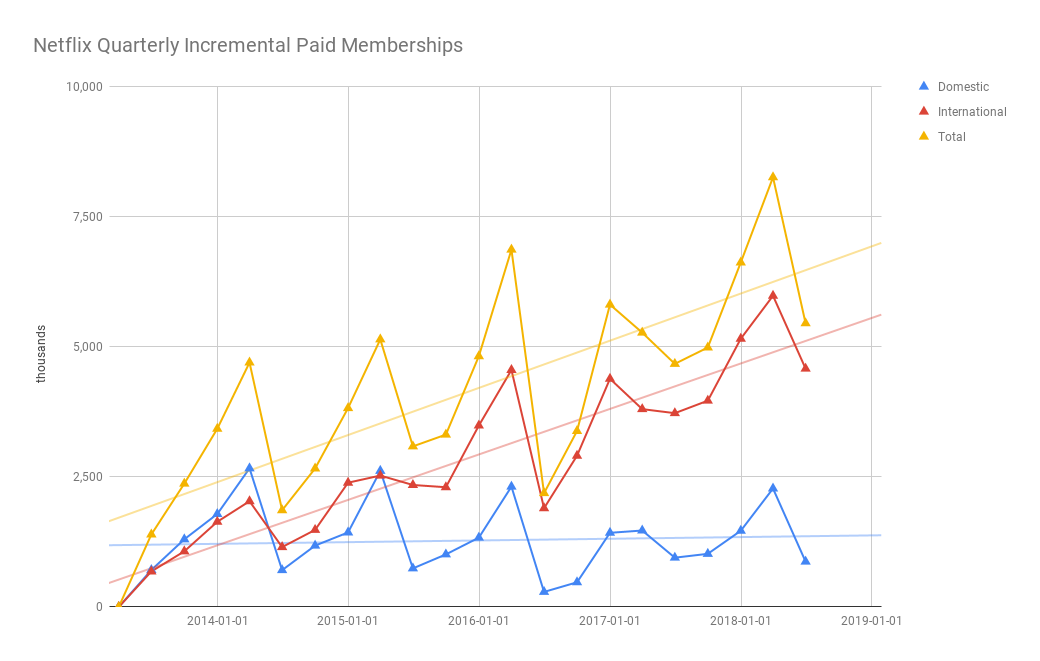 Netflix Quarterly Incremental Paid Memberships
10,000
7,500
5,000
2,500
0
thousands
2014-01-01
2015-01-01
2016-01-01
2017-01-01
2018-01-01
2019-01-01
Domestic
International
Total